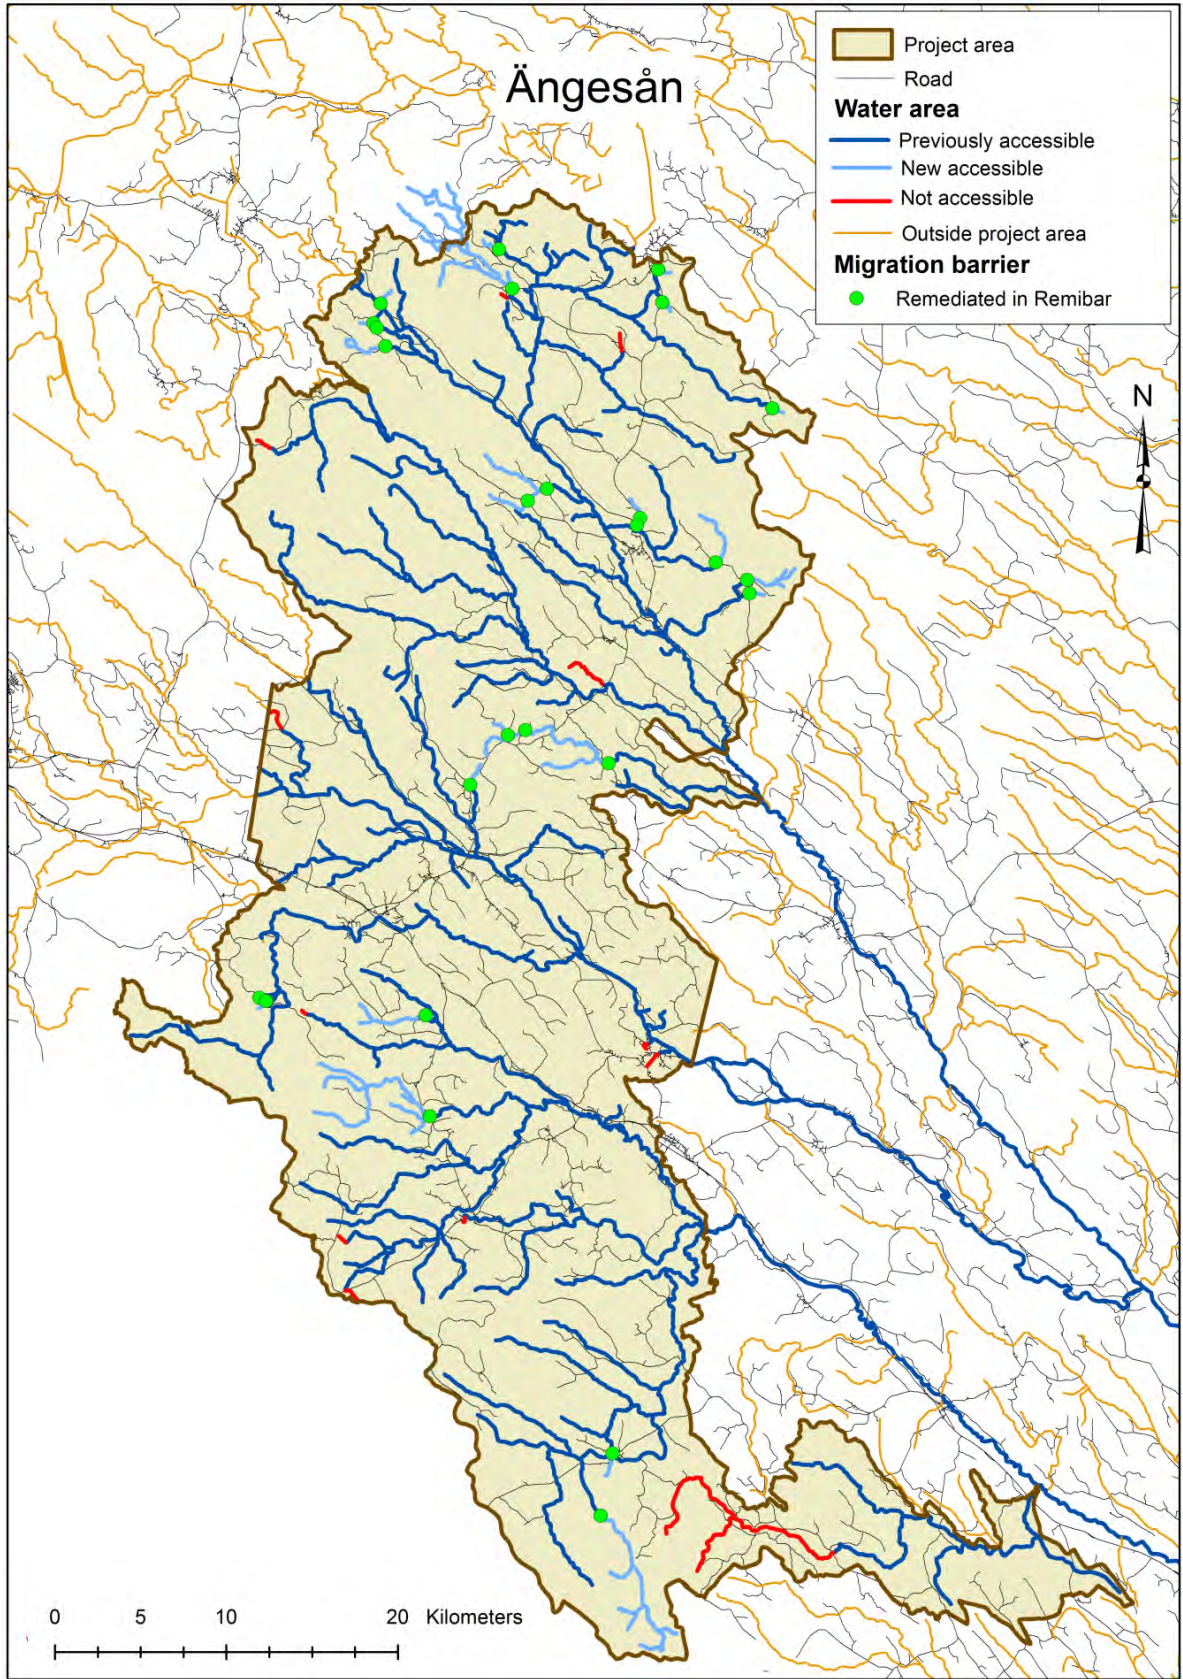 Ängesån
Project area
Road
Water area
Previously accessible
New accessible
Not accessible
Outside project area
Migration barrier
Remediated in Remibar
N
0 5 10 20 Kilometers